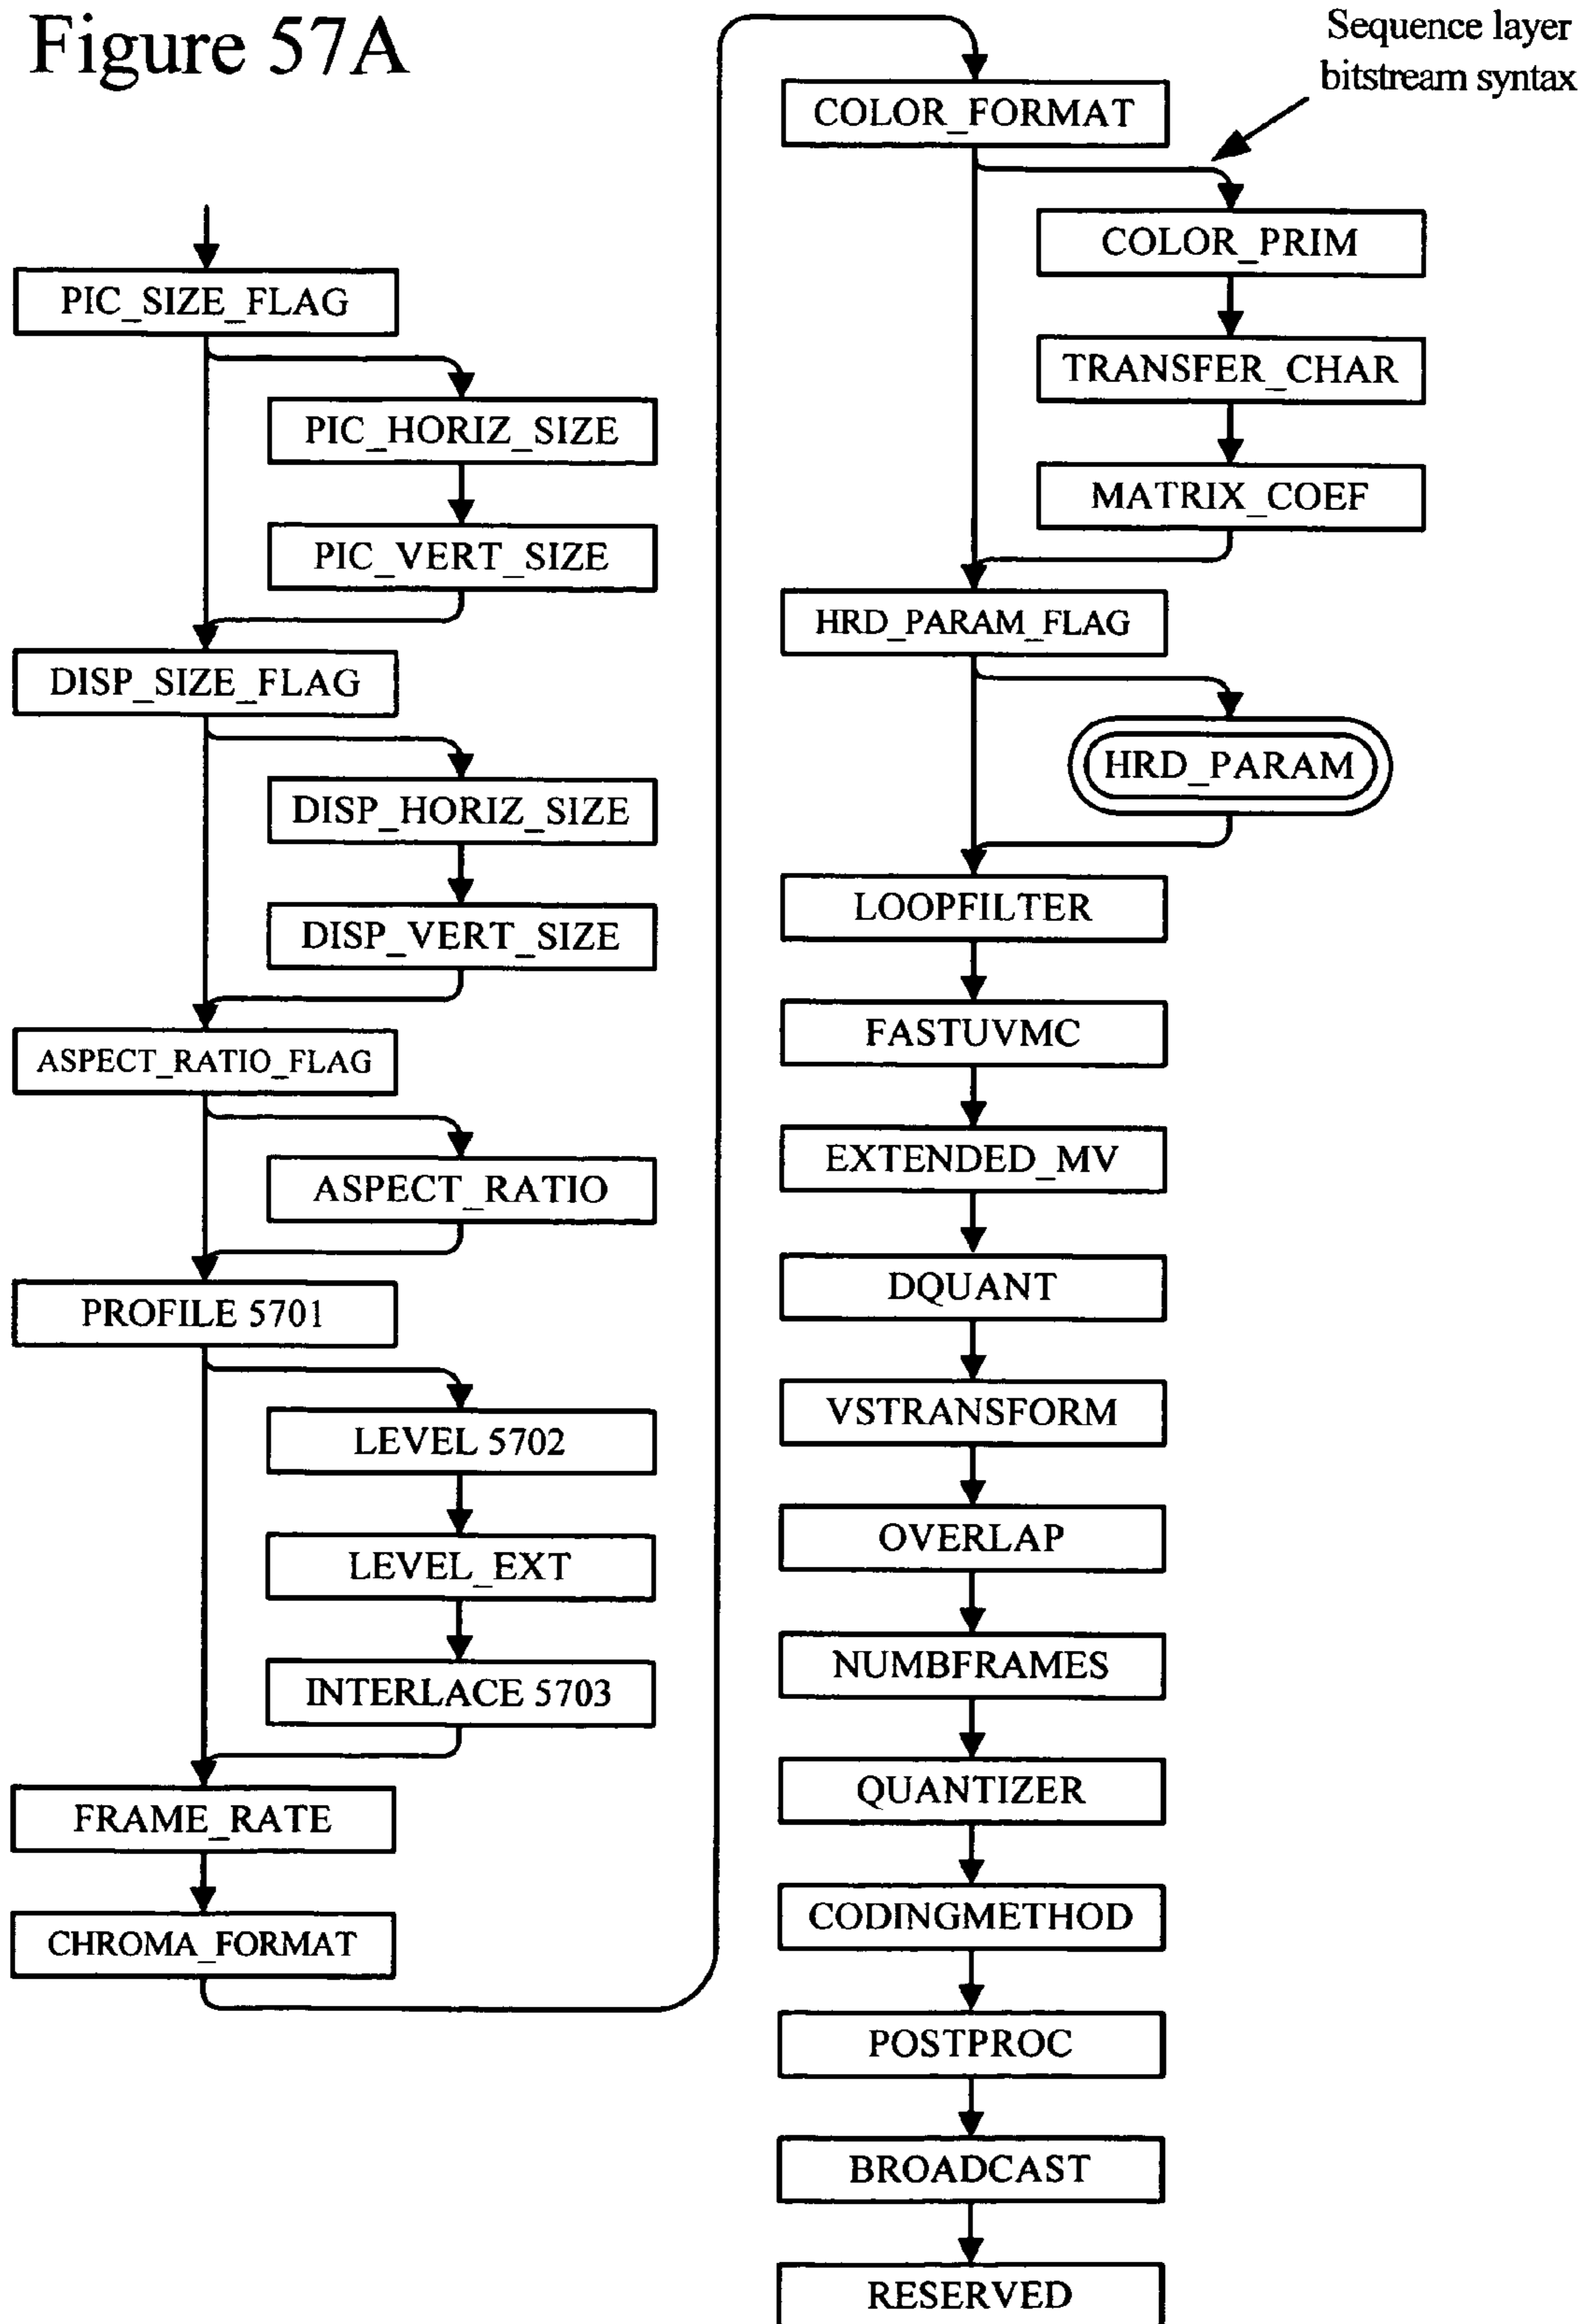 Figure 57A
PIC_SIZE_FLAG
PIC_HORIZ_SIZE
PIC_VERT_SIZE
DISP_SIZE_FLAG
DISP_HORIZ_SIZE
DISP_VERT_SIZE
ASPECT_RATIO_FLAG
ASPECT_RATIO
PROFILE 5701
LEVEL 5702
LEVEL_EXT
INTERLACE 5703
FRAME_RATE
CHROMA_FORMAT
Sequence layer
bitstream syntax
COLOR_FORMAT
COLOR_PRIM
TRANSFER_CHAR
MATRIX_COEF
HRD_PARAM_FLAG
HRD_PARAM
LOOPFILTER
FASTUVMC
EXTENDED_MV
DQUANT
VSTRANSFORM
OVERLAP
NUMBFRAMES
QUANTIZER
CODINGMETHOD
POSTPROC
BROADCAST
RESERVED